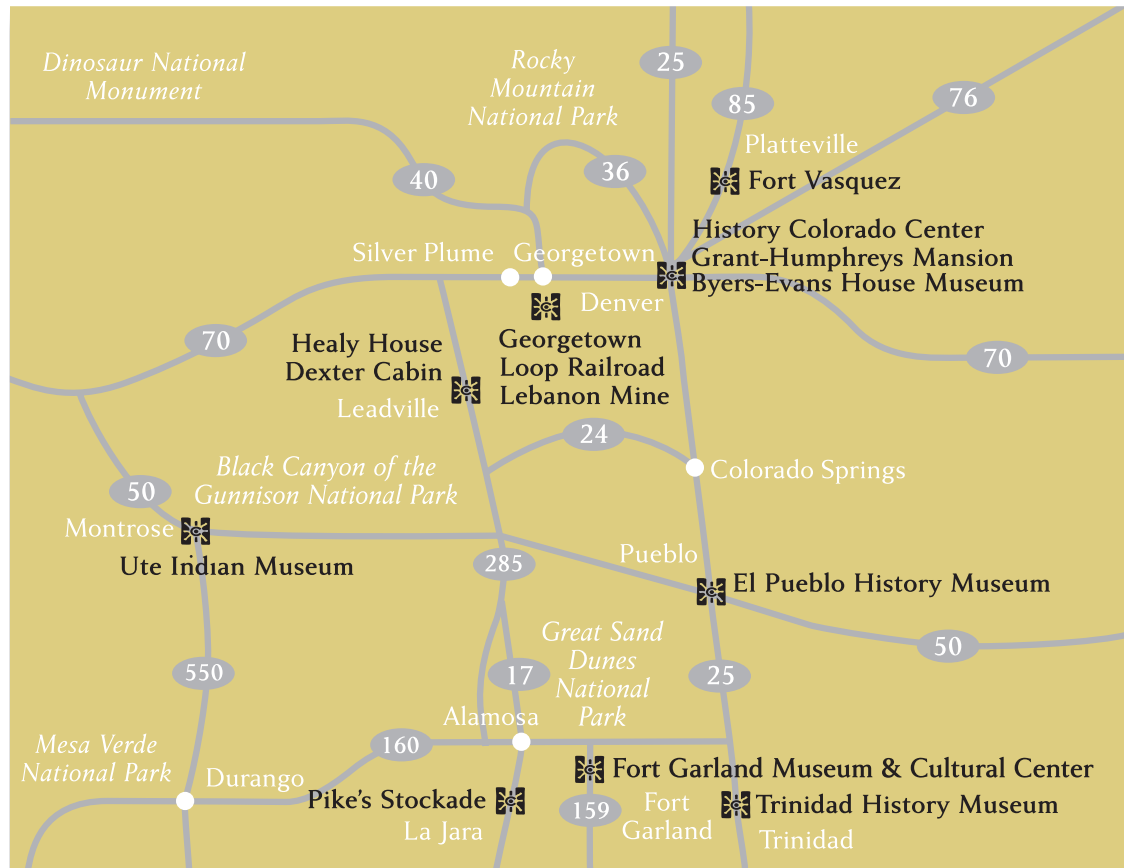 Dinosaur National
Monument
Rocky
Mountain
National Park
25
85
76
Platteville
36
40
Fort Vasquez
History Colorado Center
Grant-Humphreys Mansion
Byers-Evans House Museum
Silver Plume
Georgetown
Denver
70
Healy House
Dexter Cabin
Leadville
Georgetown
Loop Railroad
Lebanon Mine
70
24
Black Canyon of the
Gunnison National Park
Colorado Springs
50
Montrose
Ute Indıan Museum
285
Pueblo
El Pueblo History Museum
50
550
17
Great Sand
Dunes
National
Park
25
Alamosa
160
Mesa Verde
National Park
Durango
Fort Garland Museum & Cultural Center
Pike's Stockade
La Jara
159
Fort
Garland
Trinidad History Museum
Trinidad